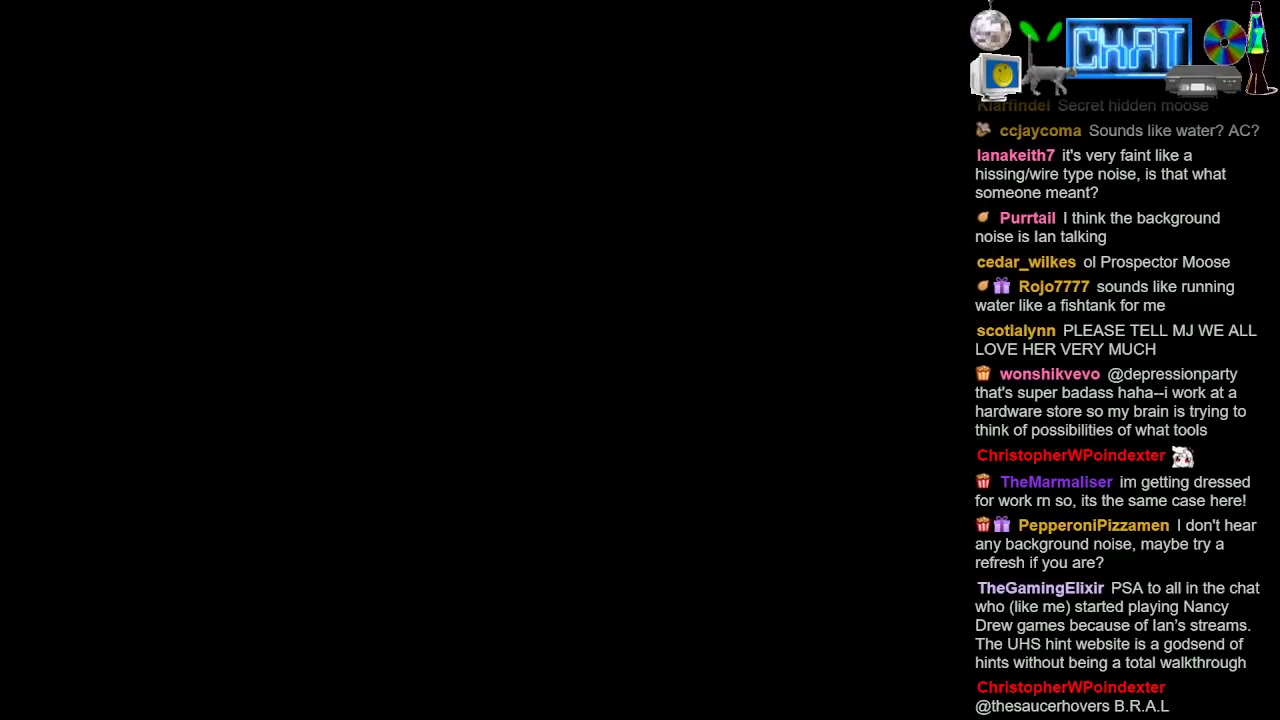 CHAT
Klarfindel Secret hidden moose
ccjaycoma Sounds like water? AC?
lanakeith7 it's very faint like a
hissing/wire type noise, is that what
someone meant?
Purrtail I think the background
noise is Ian talking
cedar_wilkes ol Prospector Moose
Rojo7777 sounds like running
water like a fishtank for me
scotialynn PLEASE TELL MJ WE ALL
LOVE HER VERY MUCH
wonshikvevo @depressionparty
that's super badass haha--i work at a
hardware store so my brain is trying to
think of possibilities of what tools
ChristopherWPoindexter
TheMarmaliser im getting dressed
for work rn so, its the same case here!
PepperoniPizzamen I don't hear
any background noise, maybe try a
refresh if you are?
TheGamingElixir PSA to all in the chat
who (like me) started playing Nancy
Drew games because of Ian's streams.
The UHS hint website is a godsend of
hints without being a total walkthrough
ChristopherWPoindexter
@thesaucerhovers B.R.A.L